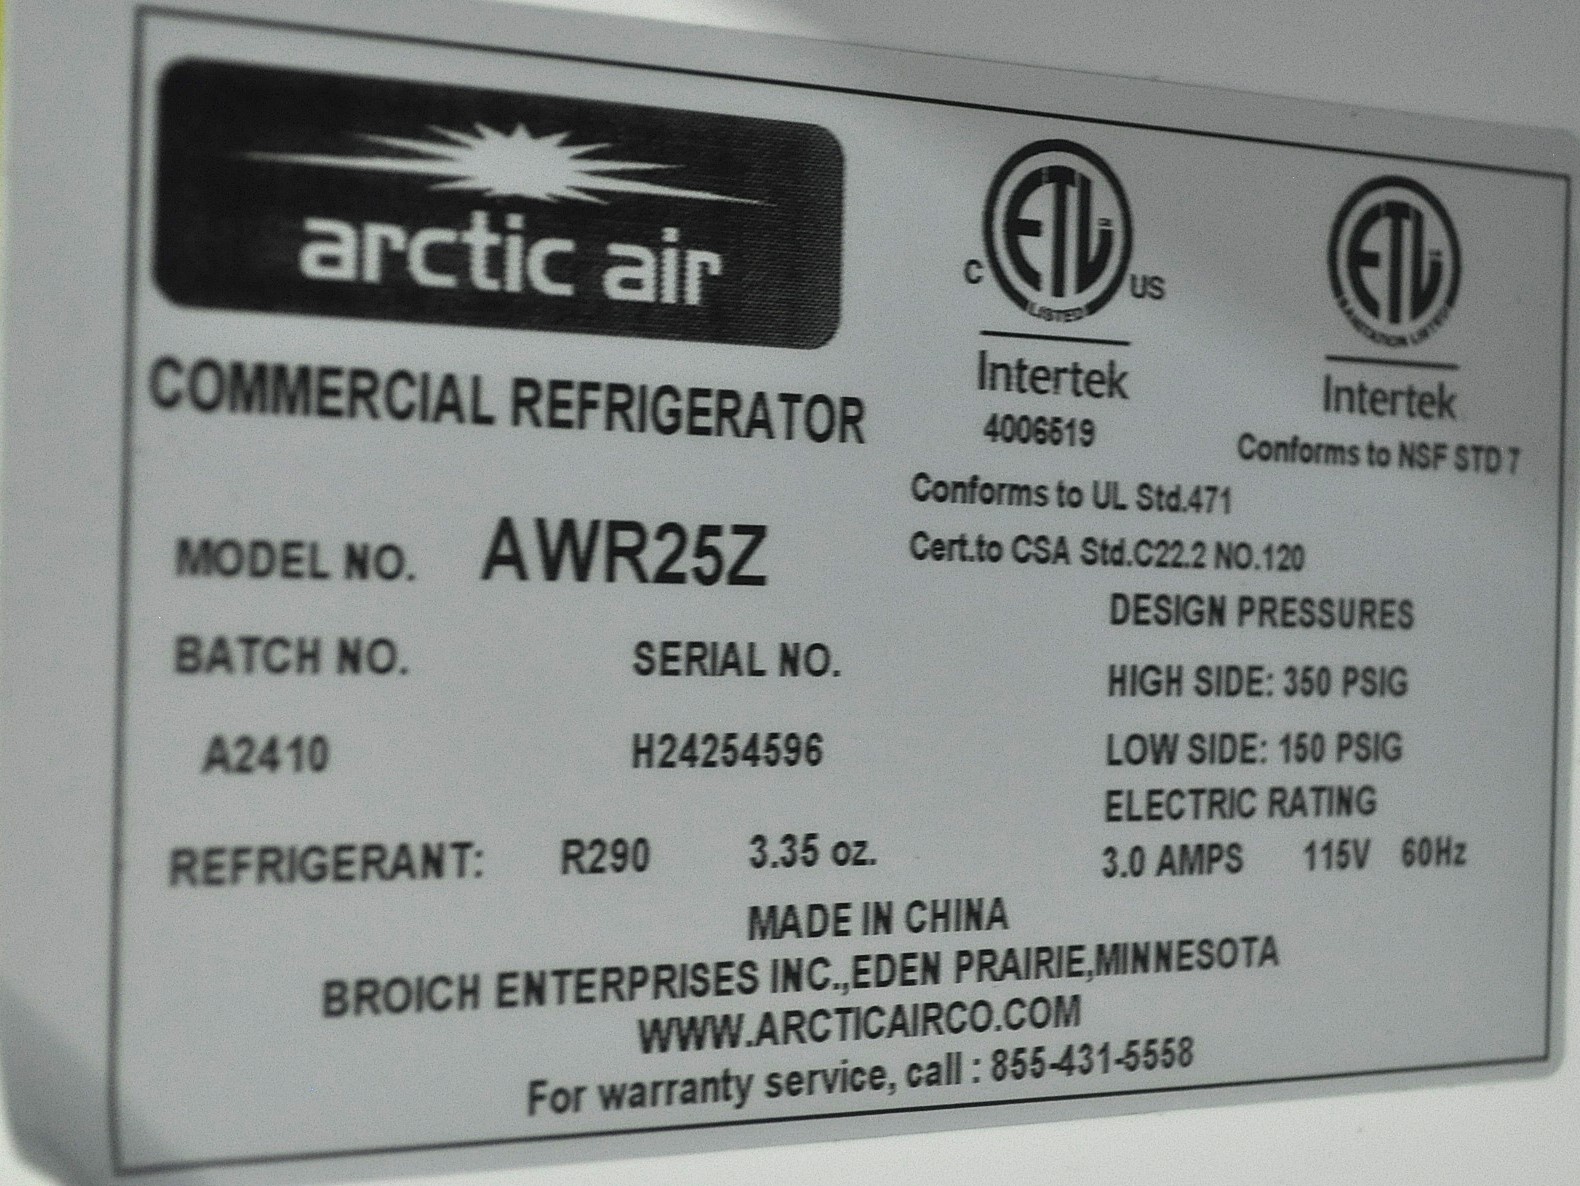 arctic air
COMMERCIAL REFRIGERATOR
MODEL NO. AWR25Z
BATCH NO. SERIAL NO.
A2410 H24254596
REFRIGERANT: R290 3.35 oz.
C ETL US
LISTED
Intertek
4006519
Conforms to UL Std.471
Cert.to CSA Std.C22.2 NO.120
ETL
SANITATION LISTED
Intertek
Conforms to NSF STD 7
DESIGN PRESSURES
HIGH SIDE: 350 PSIG
LOW SIDE: 150 PSIG
ELECTRIC RATING
3.0 AMPS 115V 60Hz
MADE IN CHINA
BROICH ENTERPRISES INC.,EDEN PRAIRIE,MINNESOTA
WWW.ARCTICAIRCO.COM
For warranty service, call : 855-431-5558